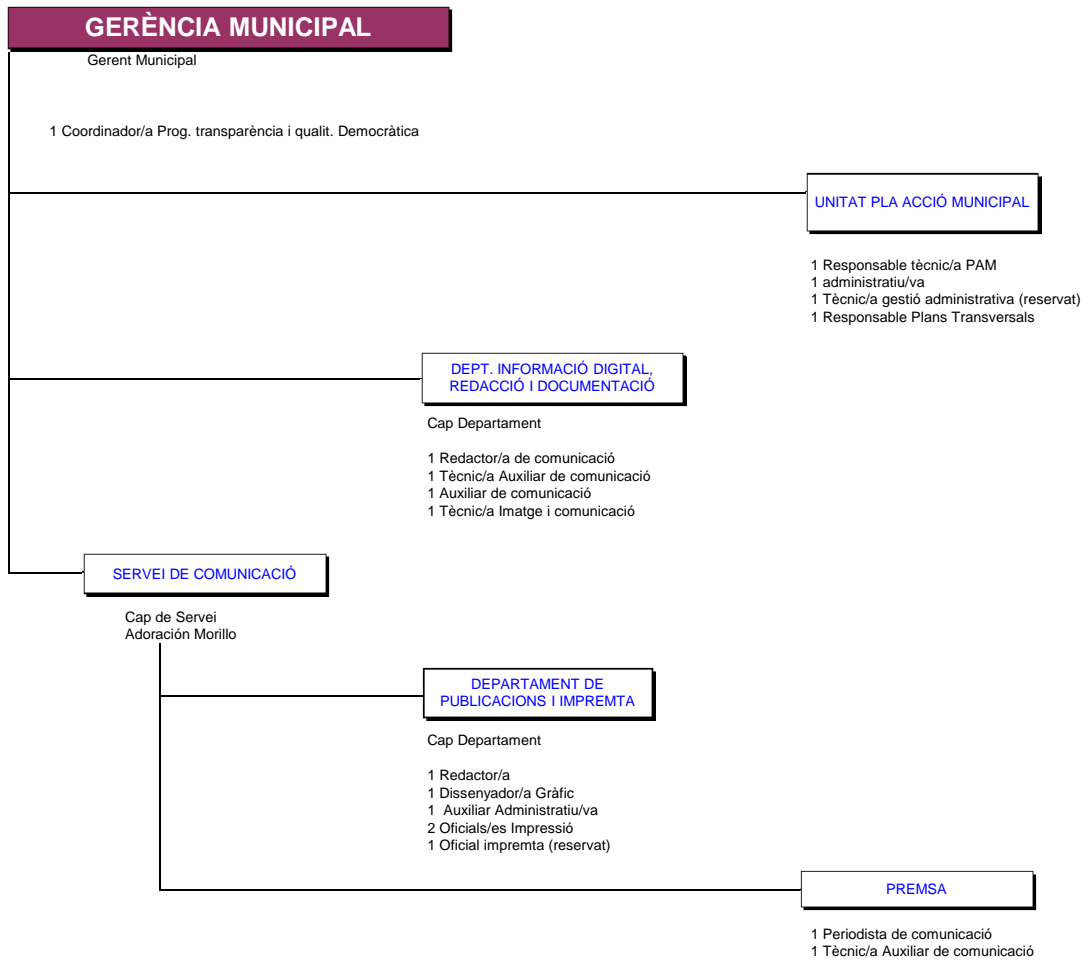 GERÈNCIA MUNICIPAL
Gerent Municipal
1 Coordinador/a Prog. transparència i qualit. Democràtica
UNITAT PLA ACCIÓ MUNICIPAL
1 Responsable tècnic/a PAM
1 administratiu/va
1 Tècnic/a gestió administrativa (reservat)
1 Responsable Plans Transversals
DEPT. INFORMACIÓ DIGITAL,
REDACCIÓ I DOCUMENTACIÓ
Cap Departament
1 Redactor/a de comunicació
1 Tècnic/a Auxiliar de comunicació
1 Auxiliar de comunicació
1 Tècnic/a Imatge i comunicació
SERVEI DE COMUNICACIÓ
Cap de Servei
Adoración Morillo
DEPARTAMENT DE
PUBLICACIONS I IMPREMTA
Cap Departament
1 Redactor/a
1 Dissenyador/a Gràfic
1  Auxiliar Administratiu/va
2 Oficials/es Impressió
1 Oficial impremta (reservat)
PREMSA
1 Periodista de comunicació
1 Tècnic/a Auxiliar de comunicació